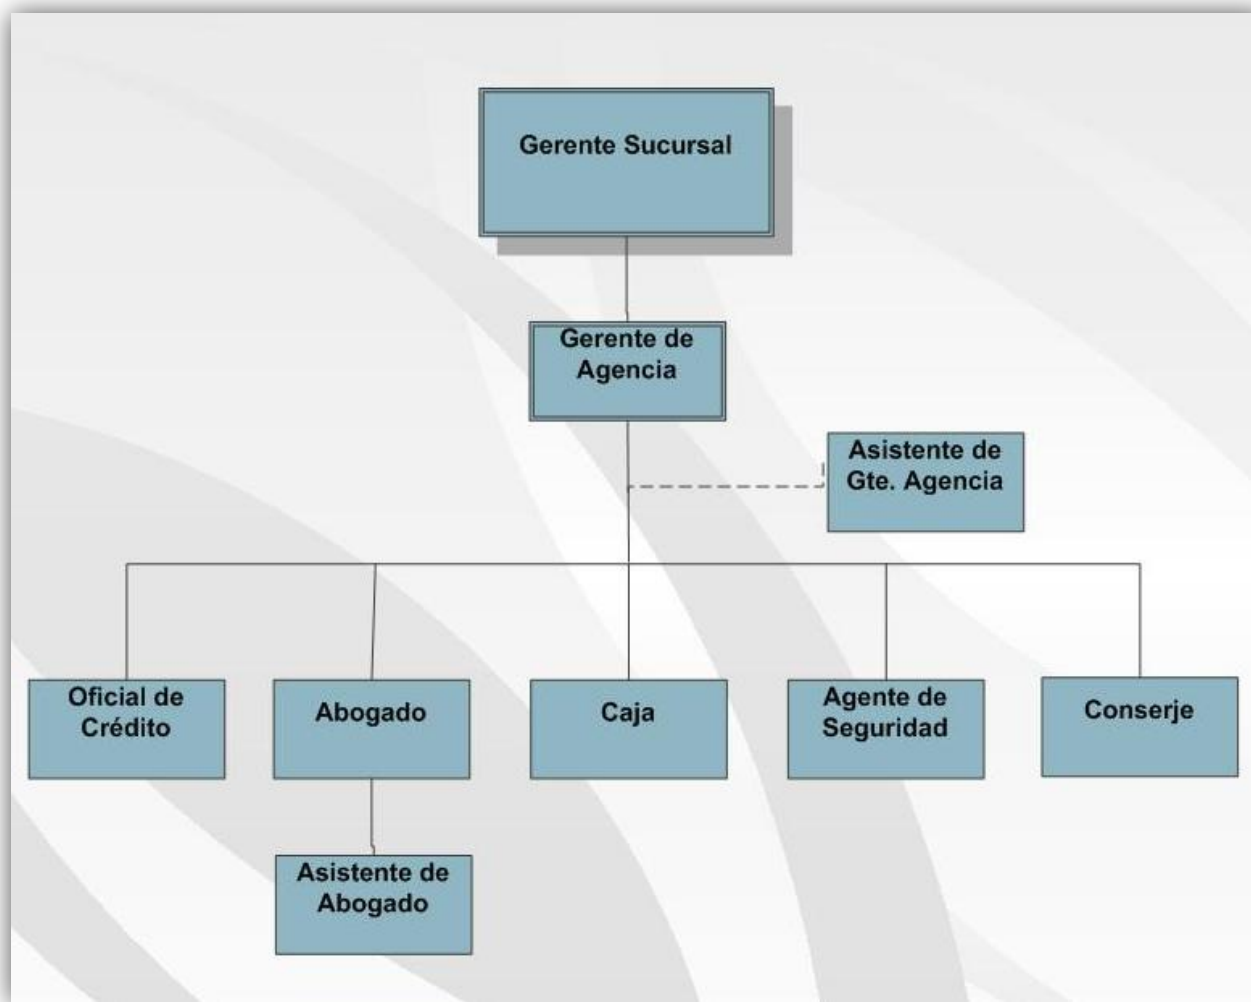 Gerente Sucursal
Gerente de
Agencia
Asistente de
Gte. Agencia
Oficial de
Crédito
Abogado
Caja
Agente de
Seguridad
Conserje
Asistente de
Abogado